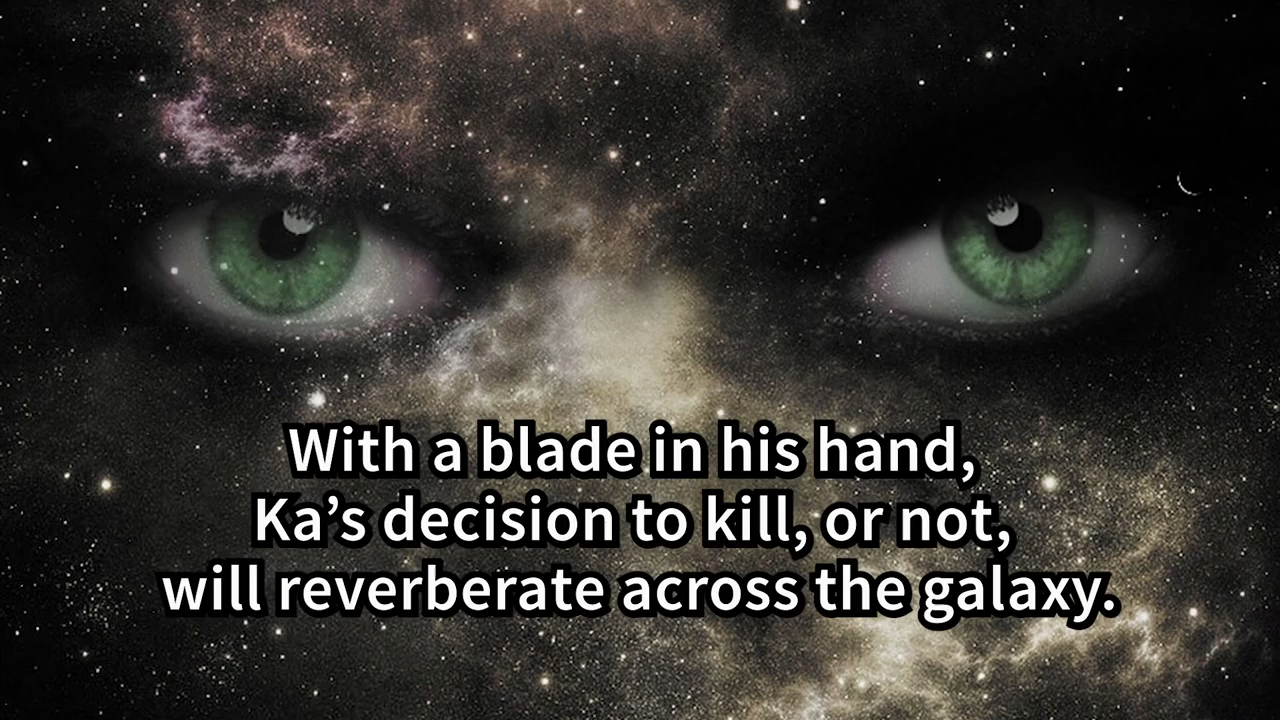 With a blade in his hand,
Ka’s decision to kill, or not,
will reverberate across the galaxy.